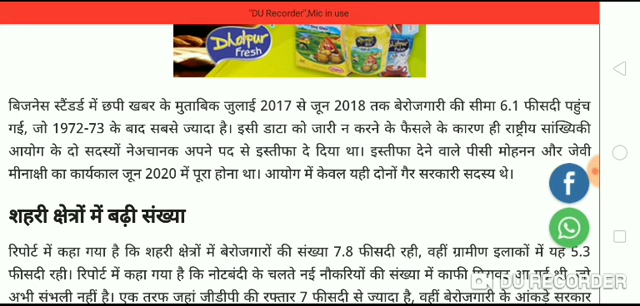 "DU Recorder",Mic in use
Dholpur
Fresh
बिजनेस स्टैंडर्ड में छपी खबर के मुताबिक जुलाई 2017 से जून 2018 तक बेरोजगारी की सीमा 6.1 फीसदी पहुंच
गई, जो 1972-73 के बाद सबसे ज्यादा है। इसी डाटा को जारी न करने के फैसले के कारण ही राष्ट्रीय सांख्यिकी
आयोग के दो सदस्यों नेअचानक अपने पद से इस्तीफा दे दिया था। इस्तीफा देने वाले पीसी मोहनन और जेवी
मीनाक्षी का कार्यकाल जून 2020 में पूरा होना था। आयोग में केवल यही दोनों गैर सरकारी सदस्य थे।
शहरी क्षेत्रों में बढ़ी संख्या
रिपोर्ट में कहा गया है कि शहरी क्षेत्रों में बेरोजगारों की संख्या 7.8 फीसदी रही, वहीं ग्रामीण इलाकों में यह 5.3
फीसदी रही। रिपोर्ट में कहा गया है कि नोटबंदी के चलते नई नौकरियों की संख्या में काफी गिरावट आ गई थी, जो
DU RECORDER
अभी संभली नहीं है। एक तरफ जहां जीडीपी की रफ्तार 7 फीसदी से ज्यादा है, वहीं बेरोजगारी के आंकड़े सरकार